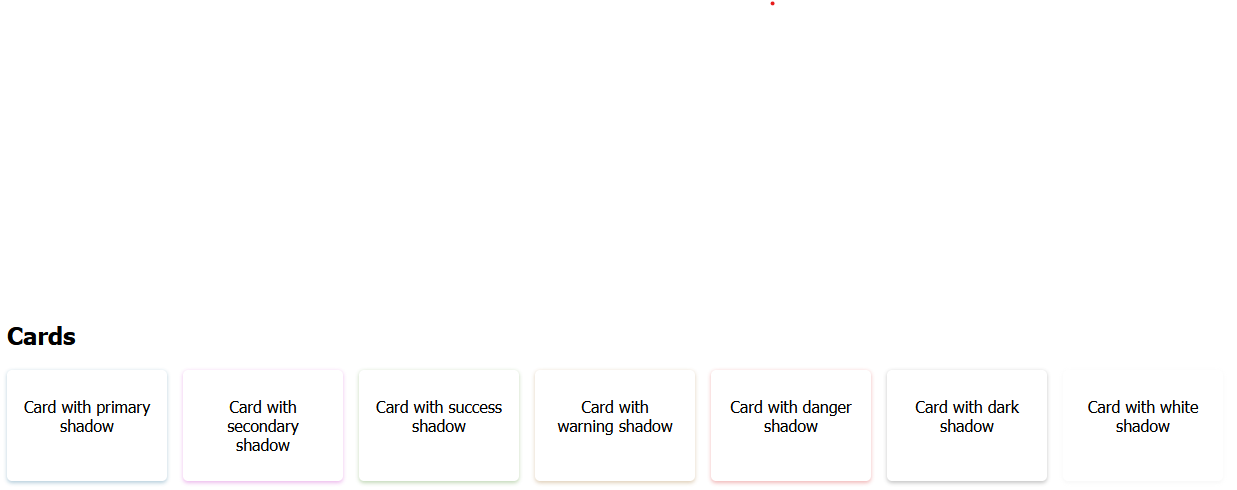 Cards
Card with primary
shadow
Card with
secondary
shadow
Card with success
shadow
Card with
warning shadow
Card with danger
shadow
Card with dark
shadow
Card with white
shadow